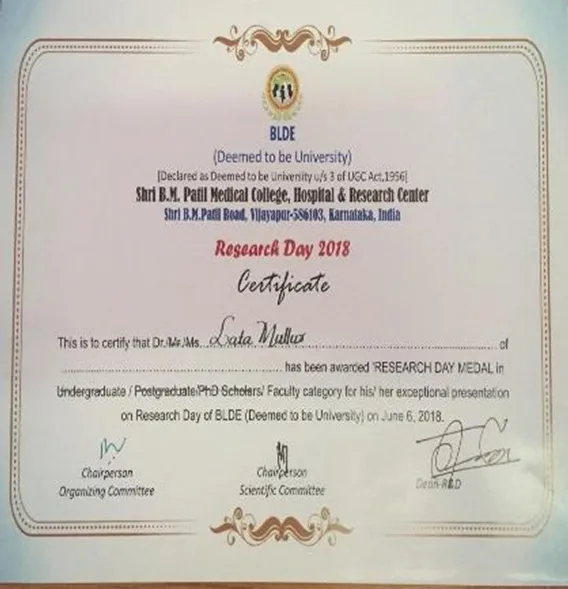 BLDE
(Deemed to be University)
[Declared as Deemed to be University u/s 3 of UGC Act,1956]
Shri B.M. Patil Medical College, Hospital & Research Center
Shri B.M.Patil Road, Vijayapur-586103, Karnataka, India
Research Day 2018
Certificate
This is to certify that Dr./Mr./Ms. Lata Mullur of
has been awarded 'RESEARCH DAY MEDAL in
Undergraduate / Postgraduate/PhD Scholars/ Faculty category for his/ her exceptional presentation
on Research Day of BLDE (Deemed to be University) on June 6, 2018.
Chairperson Chairperson Dean-R&D
Organizing Committee Scientific Committee